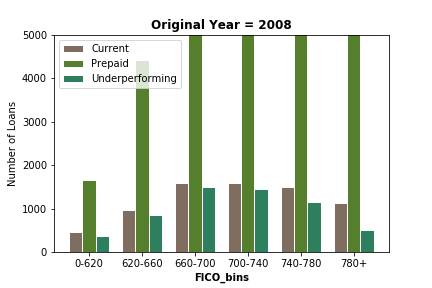 Original Year = 2008
5000
4000
3000
2000
1000
0
Number of Loans
Current
Prepaid
Underperforming
0-620 620-660 660-700 700-740 740-780 780+
FICO_bins